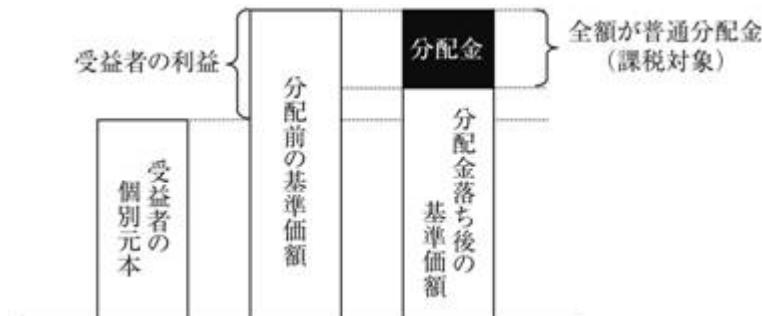 受益者の利益
受益者の
個別元本
分配前の基準価額
分配金
分配金落ち後の
基準価額
全額が普通分配金
（課税対象）